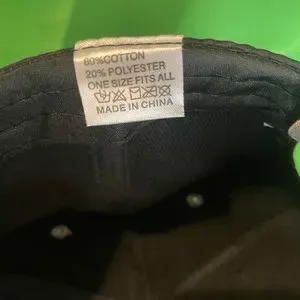 80%COTTON
20% POLYESTER
ONE SIZE FITS ALL
MADE IN CHINA